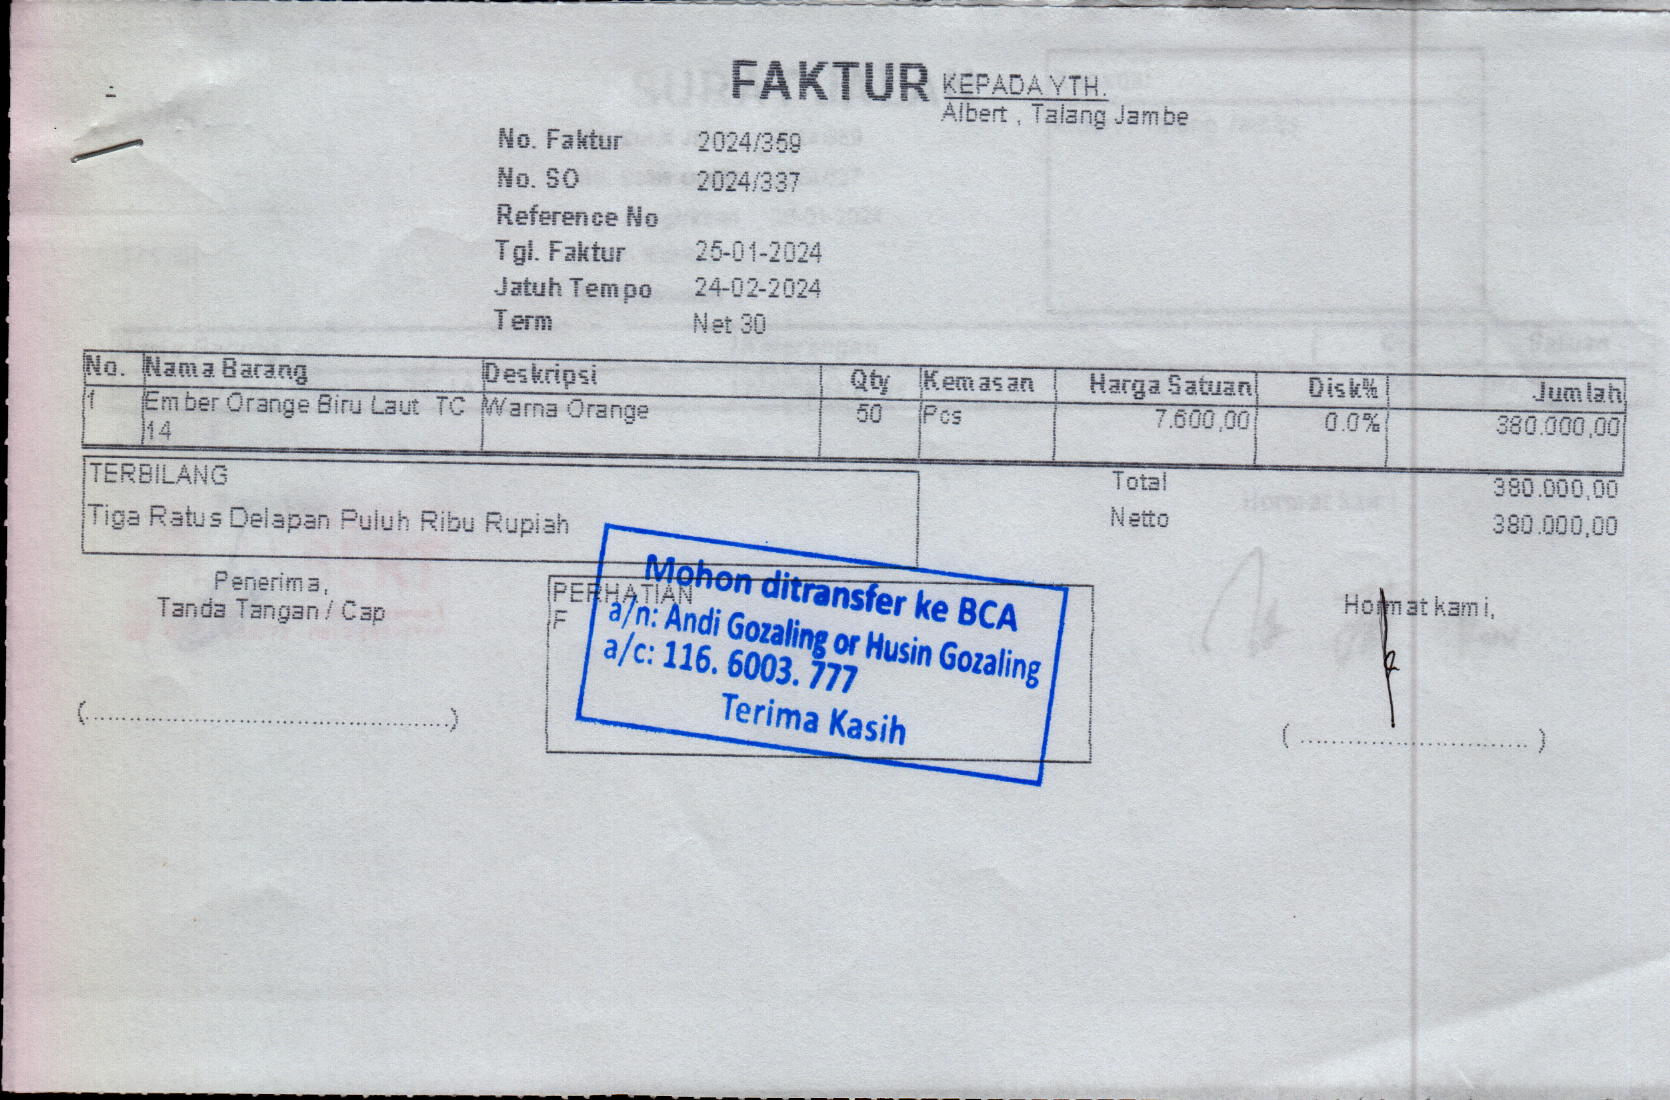 FAKTUR
KEPADA YTH.
Albert , Talang Jambe
No. Faktur 2024/359
No. SO 2024/337
Reference No
Tgl. Faktur 25-01-2024
Jatuh Tempo 24-02-2024
Term Net 30
No. Nama Barang Deskripsi Qty Kemasan Harga Satuan Disk% Jumlah
1 Ember Orange Biru Laut TC Warna Orange 50 Pcs 7.600,00 0.0% 380.000,00
14
TERBILANG
Tiga Ratus Delapan Puluh Ribu Rupiah
Total 380.000,00
Netto 380.000,00
Penerima,
Tanda Tangan / Cap
(................................................)
PERHATIAN
F
Mohon ditransfer ke BCA
a/n: Andi Gozaling or Husin Gozaling
a/c: 116. 6003. 777
Terima Kasih
Hormat kami,
( .............................. )